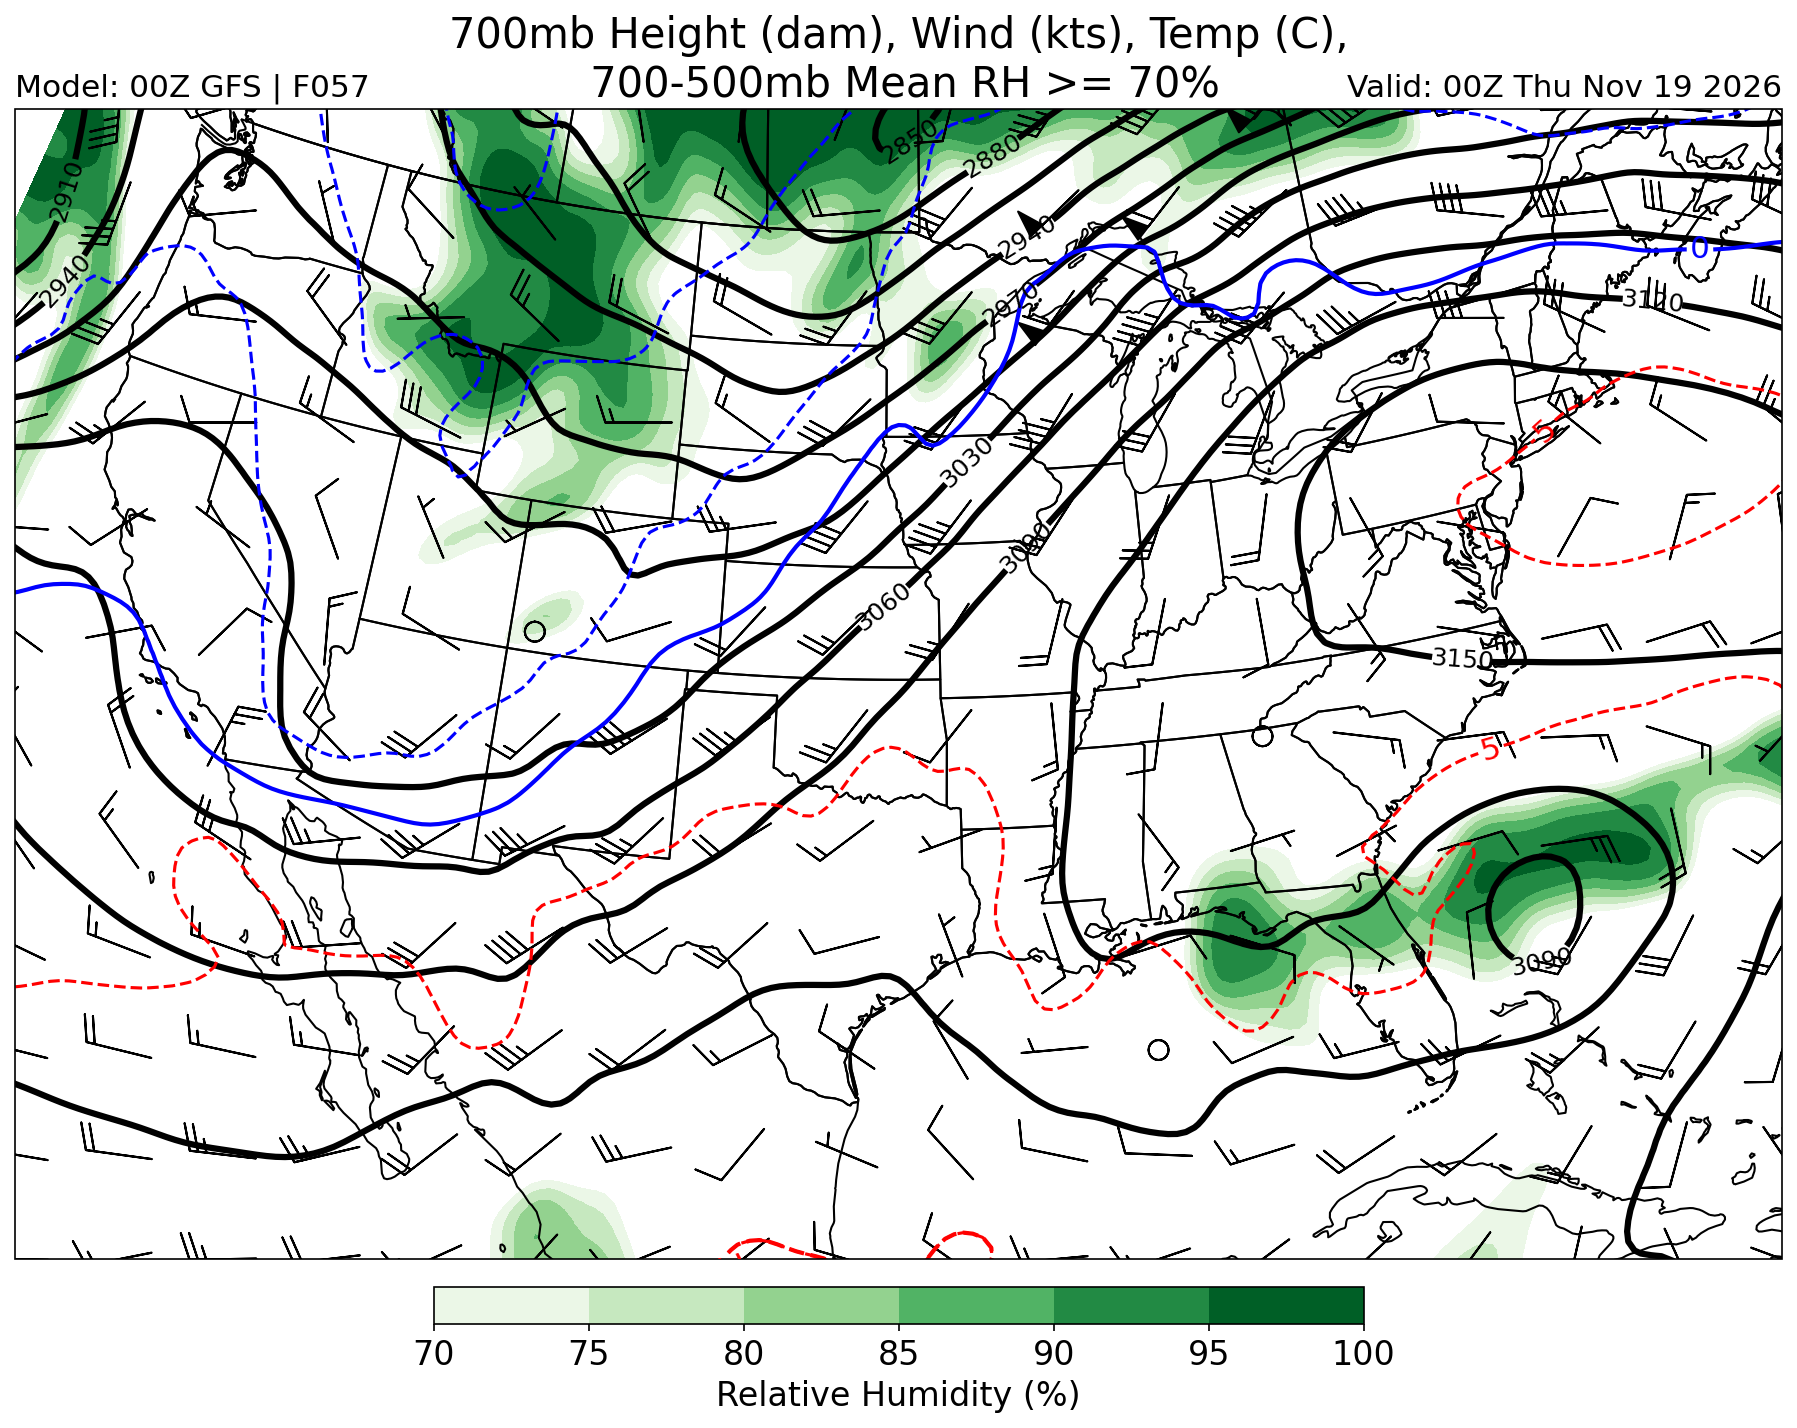 700mb Height (dam), Wind (kts), Temp (C),
700-500mb Mean RH >= 70%
Model: 00Z GFS | F057
Valid: 00Z Thu Nov 19 2026
2850
2880
2910
2940
2940
0
2970
3120
5
3030
3090
3060
3150
5
3090
70 75 80 85 90 95 100
Relative Humidity (%)